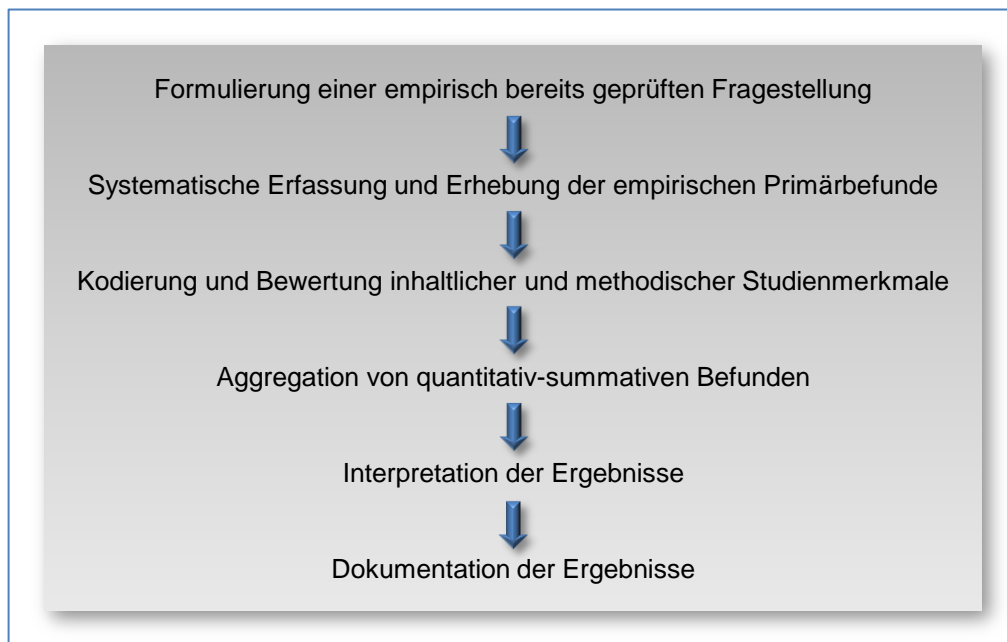 Formulierung einer empirisch bereits geprüften Fragestellung
Systematische Erfassung und Erhebung der empirischen Primärbefunde
Kodierung und Bewertung inhaltlicher und methodischer Studienmerkmale
Aggregation von quantitativ-summativen Befunden
Interpretation der Ergebnisse
Dokumentation der Ergebnisse